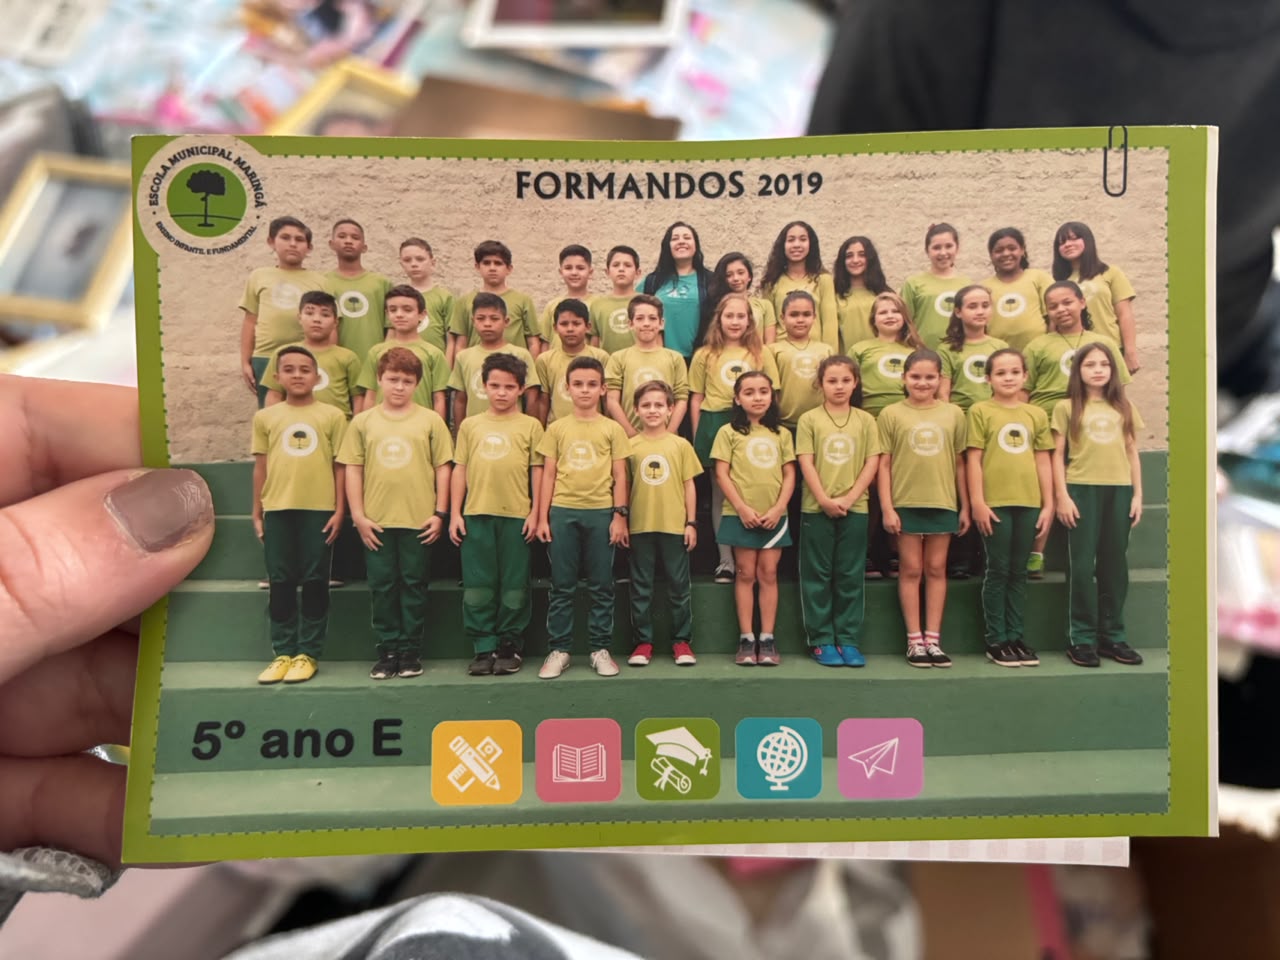 ESCOLA MUNICIPAL MARINGÁ
ENSINO INFANTIL E FUNDAMENTAL
FORMANDOS 2019
5º ano E